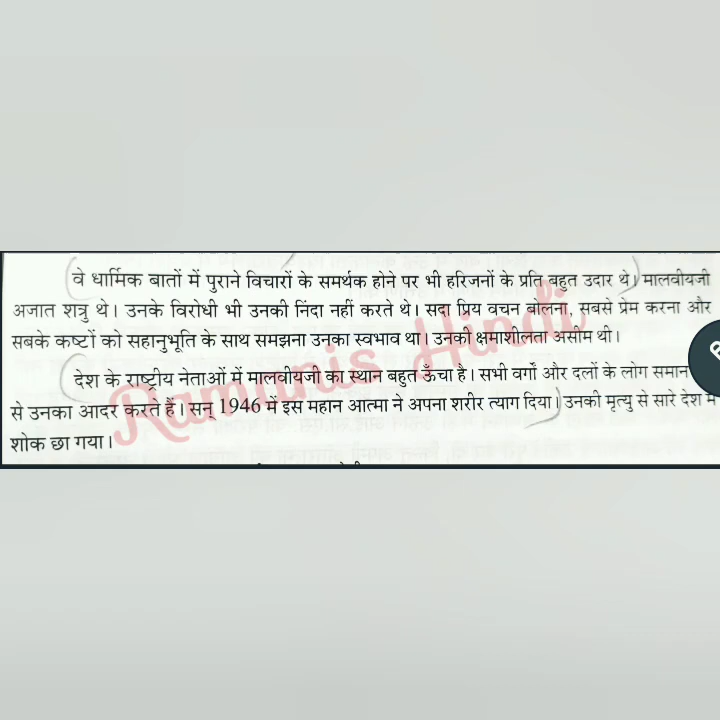 वे धार्मिक बातों में पुराने विचारों के समर्थक होने पर भी हरिजनों के प्रति बहुत उदार थे। मालवीयजी
अजात शत्रु थे। उनके विरोधी भी उनकी निंदा नहीं करते थे। सदा प्रिय वचन बोलना, सबसे प्रेम करना और
सबके कष्टों को सहानुभूति के साथ समझना उनका स्वभाव था। उनकी क्षमाशीलता असीम थी।
देश के राष्ट्रीय नेताओं में मालवीयजी का स्थान बहुत ऊँचा है। सभी वर्गों और दलों के लोग समान
से उनका आदर करते हैं। सन् 1946 में इस महान आत्मा ने अपना शरीर त्याग दिया। उनकी मृत्यु से सारे देश में
शोक छा गया।
Ramaris Hindi